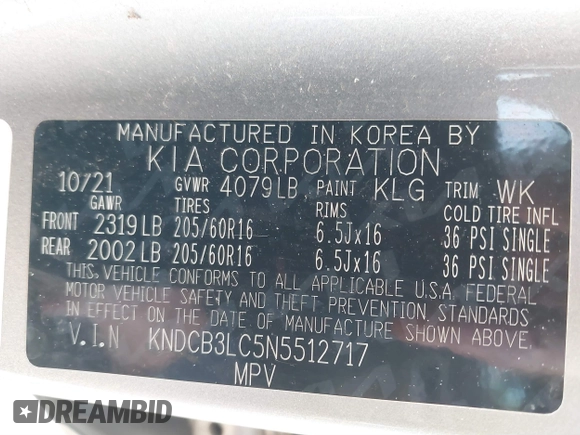 MANUFACTURED IN KOREA BY
KIA CORPORATION
10/21 GVWR 4079LB PAINT KLG TRIM WK
GAWR TIRES RIMS COLD TIRE INFL
FRONT 2319LB 205/60R16 6.5Jx16 36 PSI SINGLE
REAR 2002LB 205/60R16 6.5Jx16 36 PSI SINGLE
THIS VEHICLE CONFORMS TO ALL APPLICABLE U.S.A. FEDERAL
MOTOR VEHICLE SAFETY AND THEFT PREVENTION STANDARDS
IN EFFECT ON THE DATE OF MANUFACTURE SHOWN ABOVE.
V.I.N KNDCB3LC5N5512717
MPV
DREAMBID